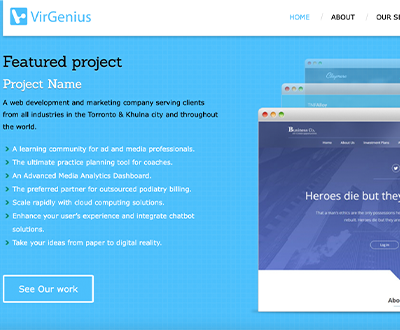 VirGenius
HOME / ABOUT / OUR SE
Featured project
Project Name
A web development and marketing company serving clients
from all industries in the Torronto & Khulna city and throughout
the world.
A learning community for ad and media professionals.
The ultimate practice planning tool for coaches.
An Advanced Media Analytics Dashboard.
The preferred partner for outsourced podiatry billing.
Scale rapidly with cloud computing solutions.
Enhance your user's experience and integrate chatbot
solutions.
Take your ideas from paper to digital reality.
See Our work
Business Co.
Home About Us Investment Plans
Heroes die but they
Log In
Abo